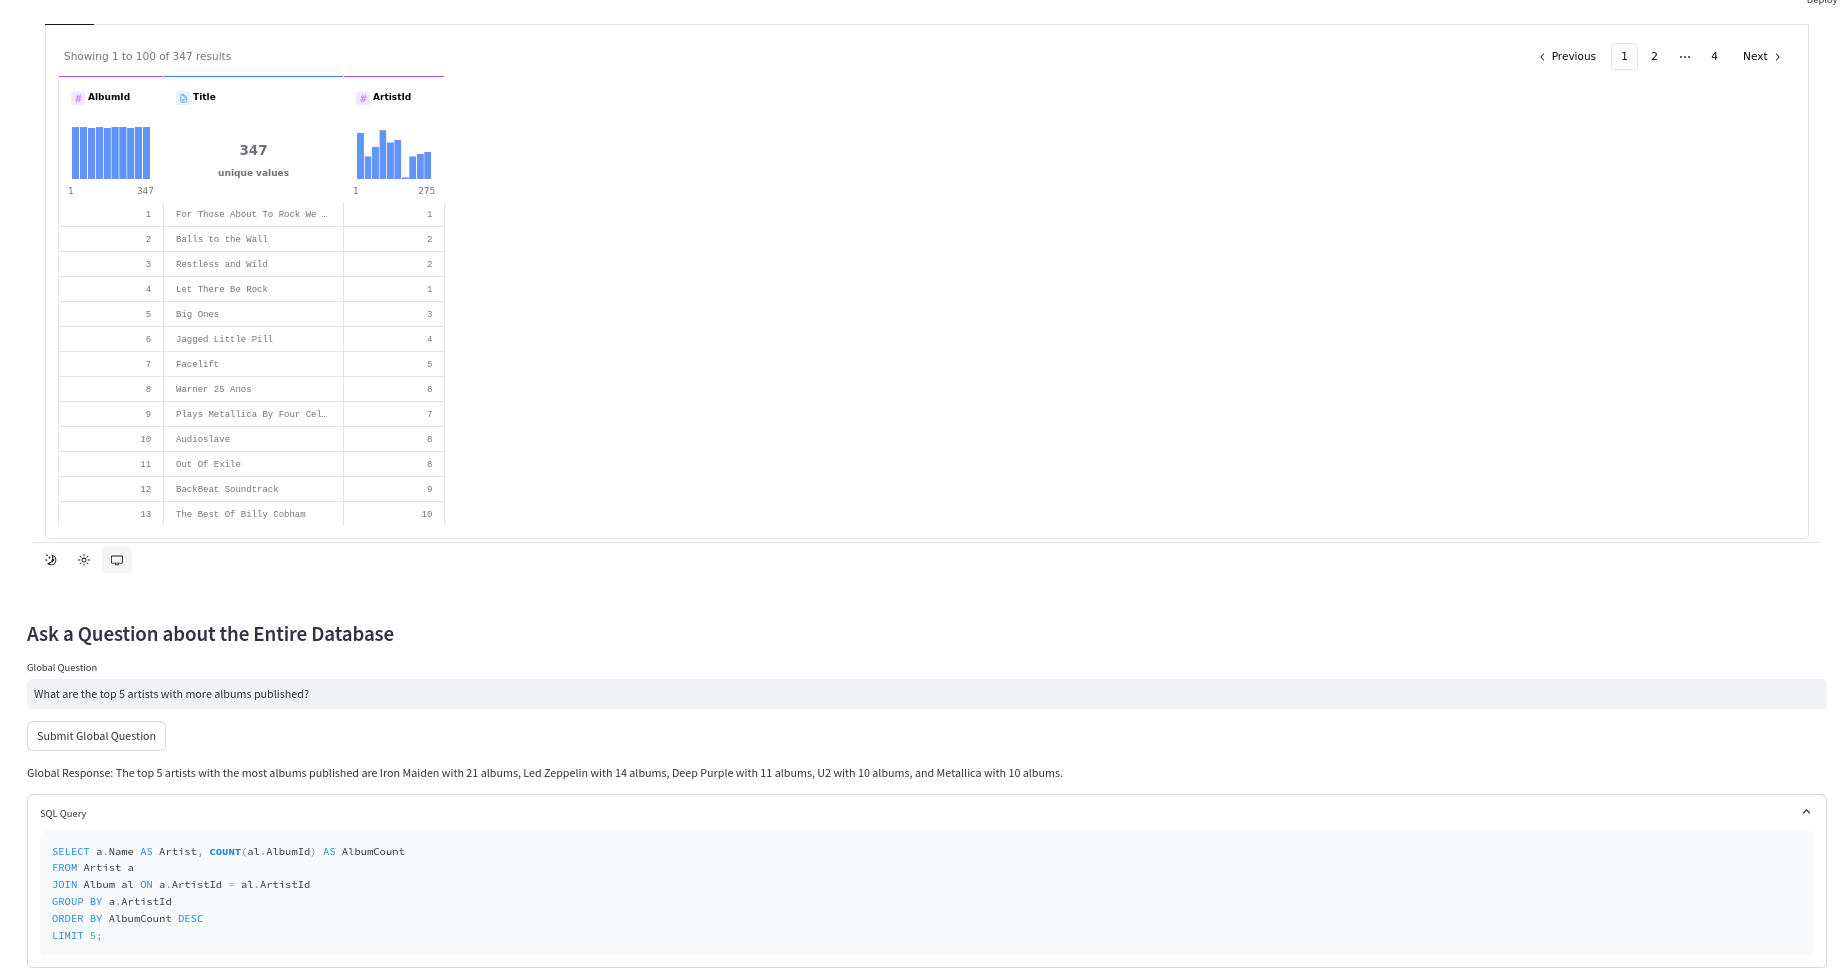 Deploy
Showing 1 to 100 of 347 results
Previous 1 2 ··· 4 Next
# AlbumId Title # ArtistId
347
unique values
1 347 1 275
1 For Those About To Rock We … 1
2 Balls to the Wall 2
3 Restless and Wild 2
4 Let There Be Rock 1
5 Big Ones 3
6 Jagged Little Pill 4
7 Facelift 5
8 Warner 25 Anos 6
9 Plays Metallica By Four Cel… 7
10 Audioslave 8
11 Out Of Exile 8
12 BackBeat Soundtrack 9
13 The Best Of Billy Cobham 10
Ask a Question about the Entire Database
Global Question
What are the top 5 artists with more albums published?
Submit Global Question
Global Response: The top 5 artists with the most albums published are Iron Maiden with 21 albums, Led Zeppelin with 14 albums, Deep Purple with 11 albums, U2 with 10 albums, and Metallica with 10 albums.
SQL Query
SELECT a.Name AS Artist, COUNT(al.AlbumId) AS AlbumCount
FROM Artist a
JOIN Album al ON a.ArtistId = al.ArtistId
GROUP BY a.ArtistId
ORDER BY AlbumCount DESC
LIMIT 5;